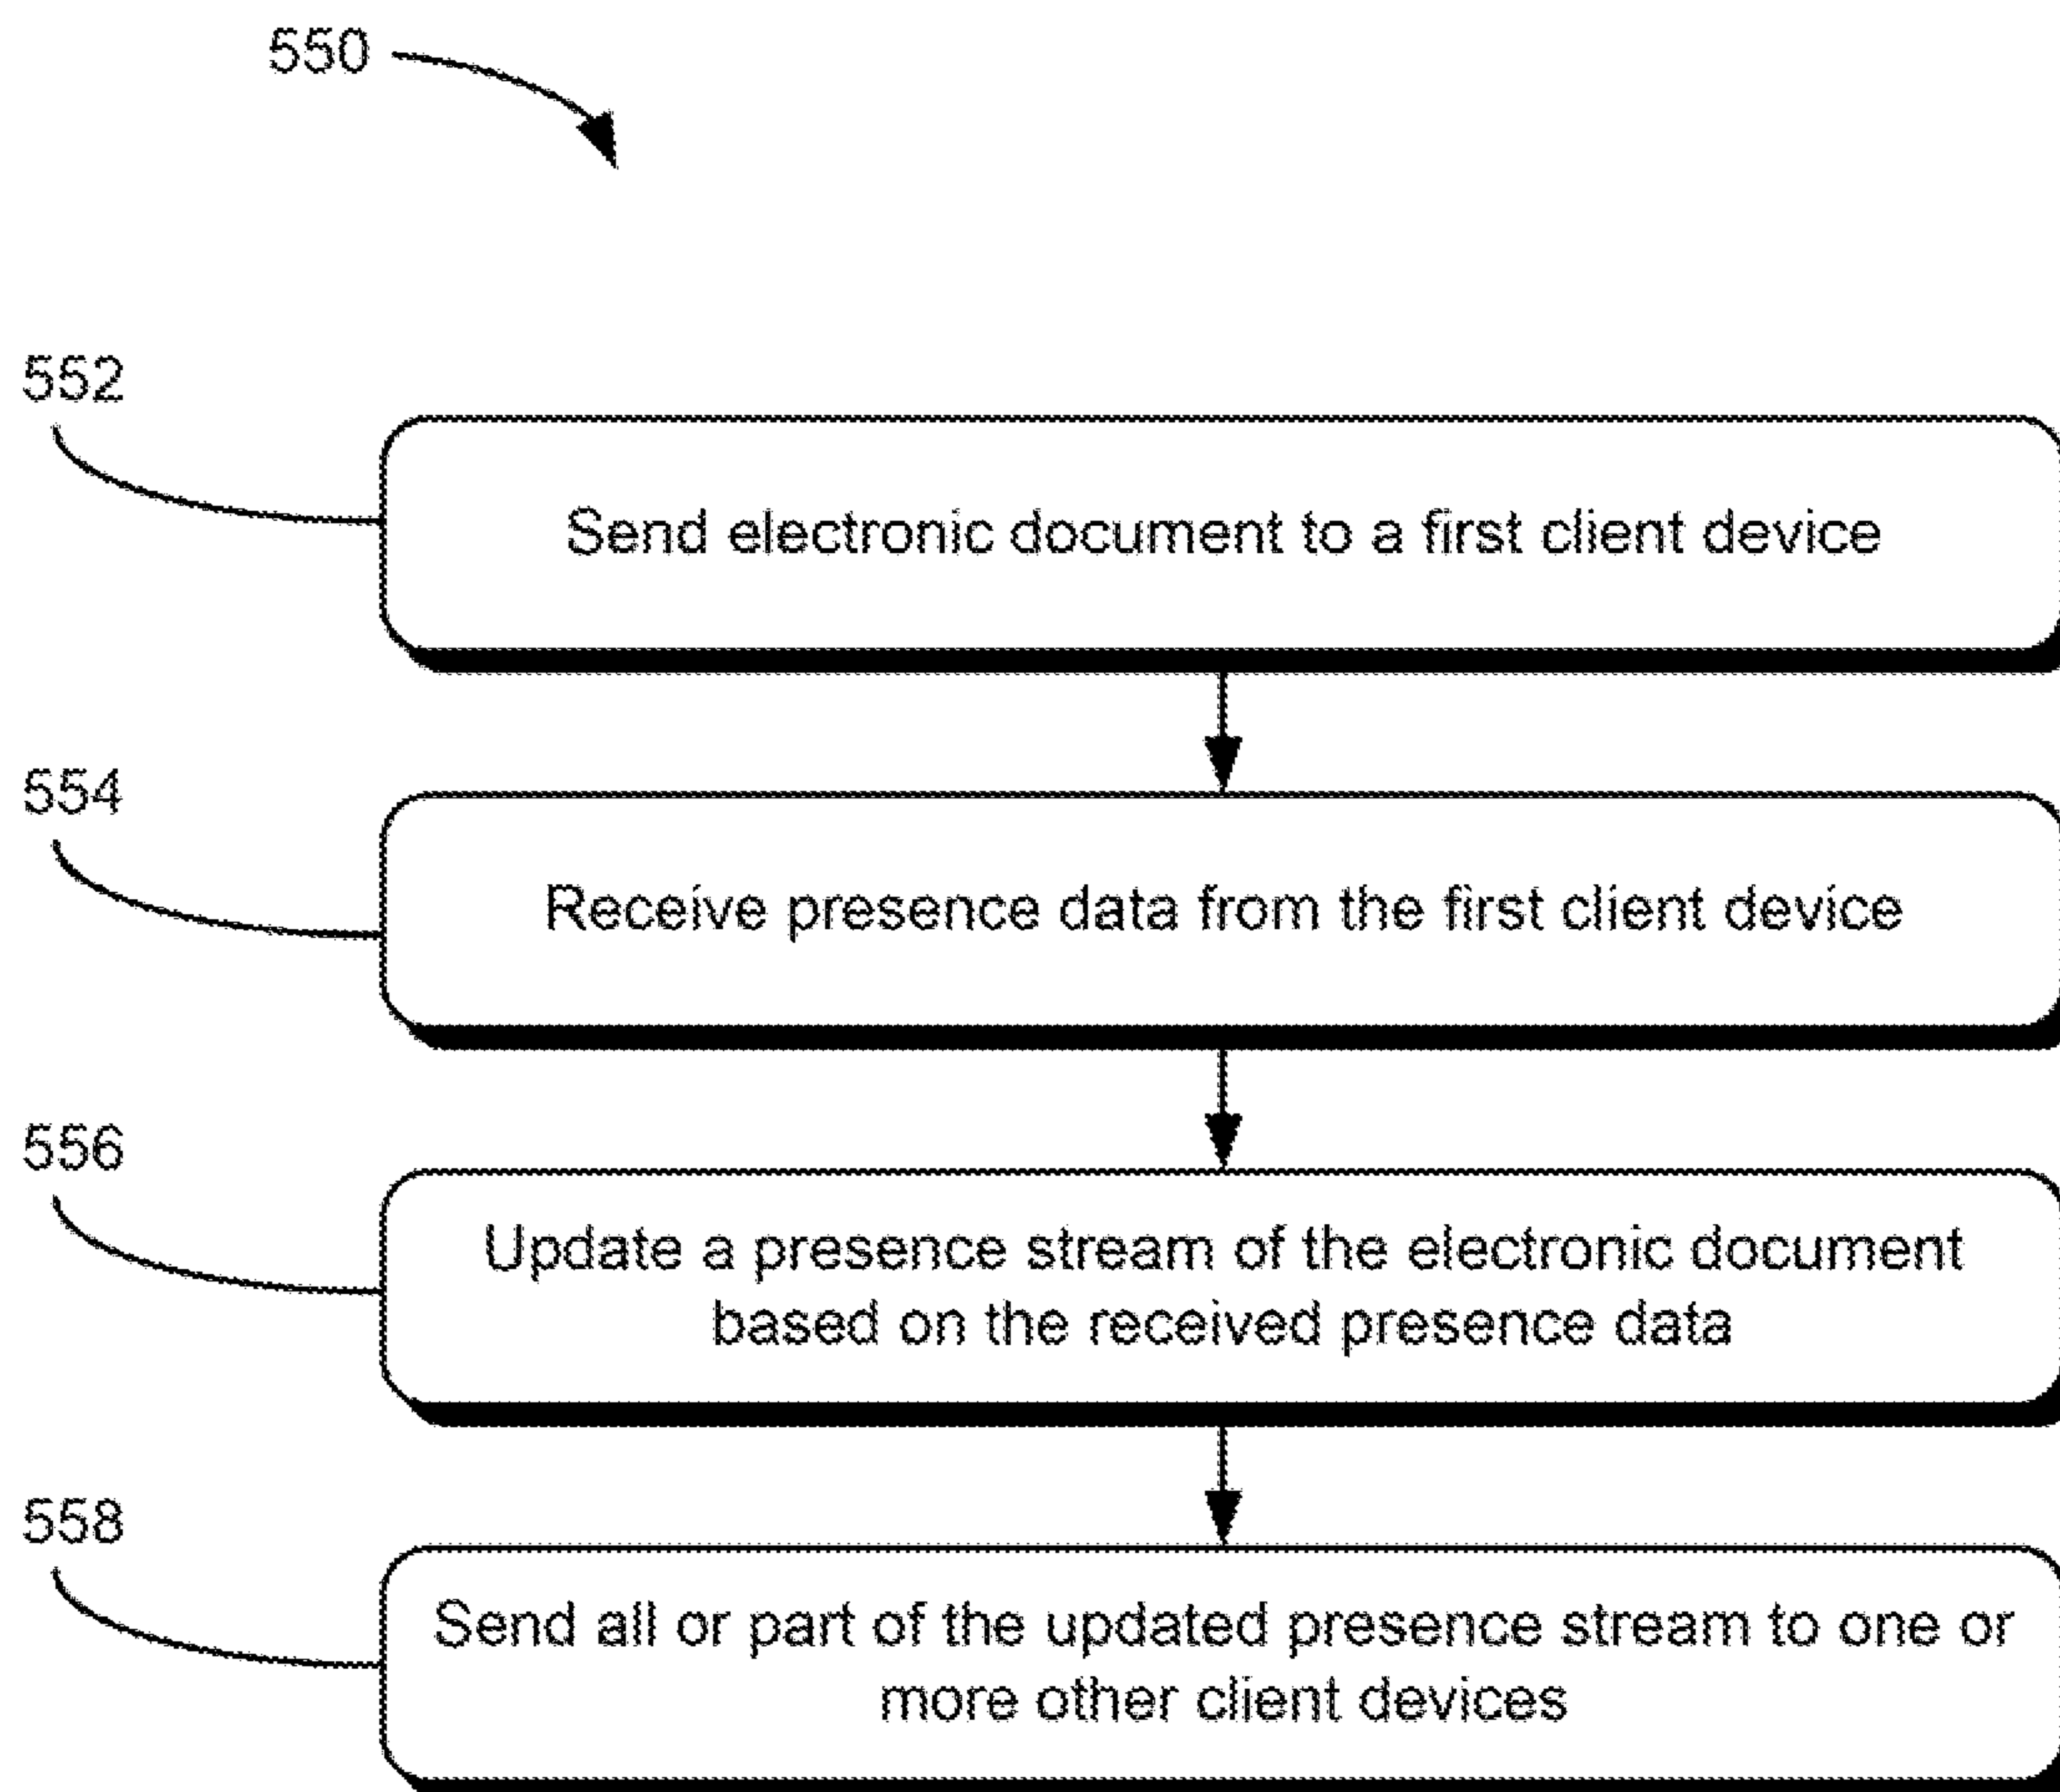 550
552
Send electronic document to a first client device
554
Receive presence data from the first client device
556
Update a presence stream of the electronic document
based on the received presence data
558
Send all or part of the updated presence stream to one or
more other client devices